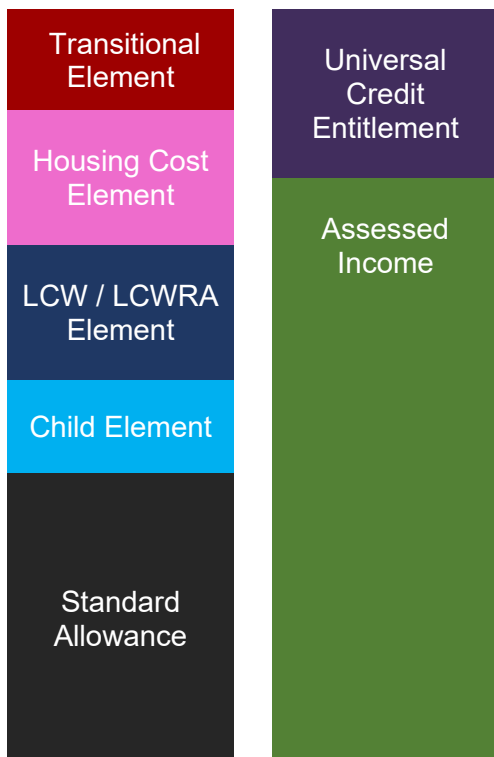 Transitional
Element
Housing Cost
Element
LCW / LCWRA
Element
Child Element
Standard
Allowance
Universal
Credit
Entitlement
Assessed
Income